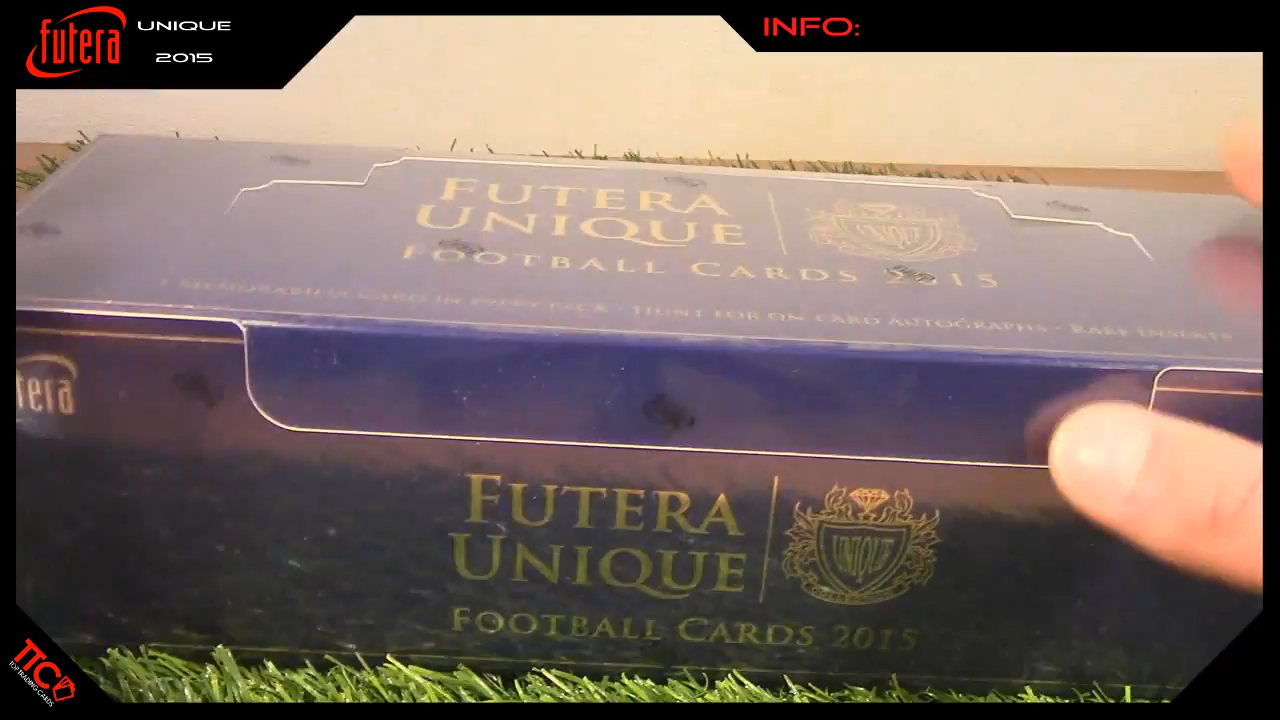 futera
UNIQUE
2015
INFO:
FUTERA
UNIQUE
FOOTBALL CARDS 2015
1 MEMORABILIA CARD IN EVERY PACK · HUNT FOR ON CARD AUTOGRAPHS · RARE INSERTS
tera
FUTERA
UNIQUE
UNIQUE
FOOTBALL CARDS 2015
TTC
TOP TRADING CARDS